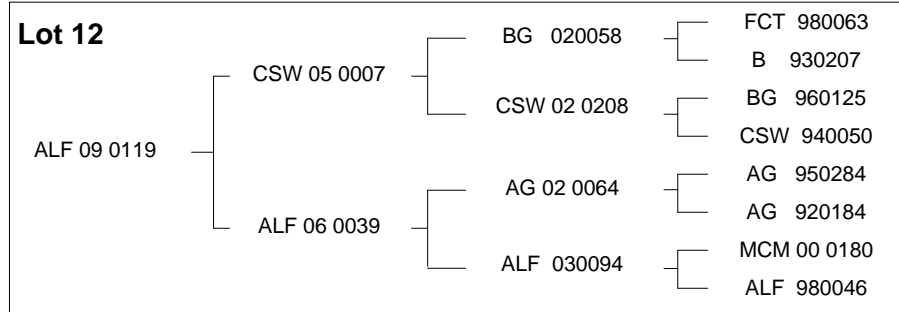 Lot 12
ALF 09 0119
CSW 05 0007
ALF 06 0039
BG 020058
CSW 02 0208
AG 02 0064
ALF 030094
FCT 980063
B 930207
BG 960125
CSW 940050
AG 950284
AG 920184
MCM 00 0180
ALF 980046